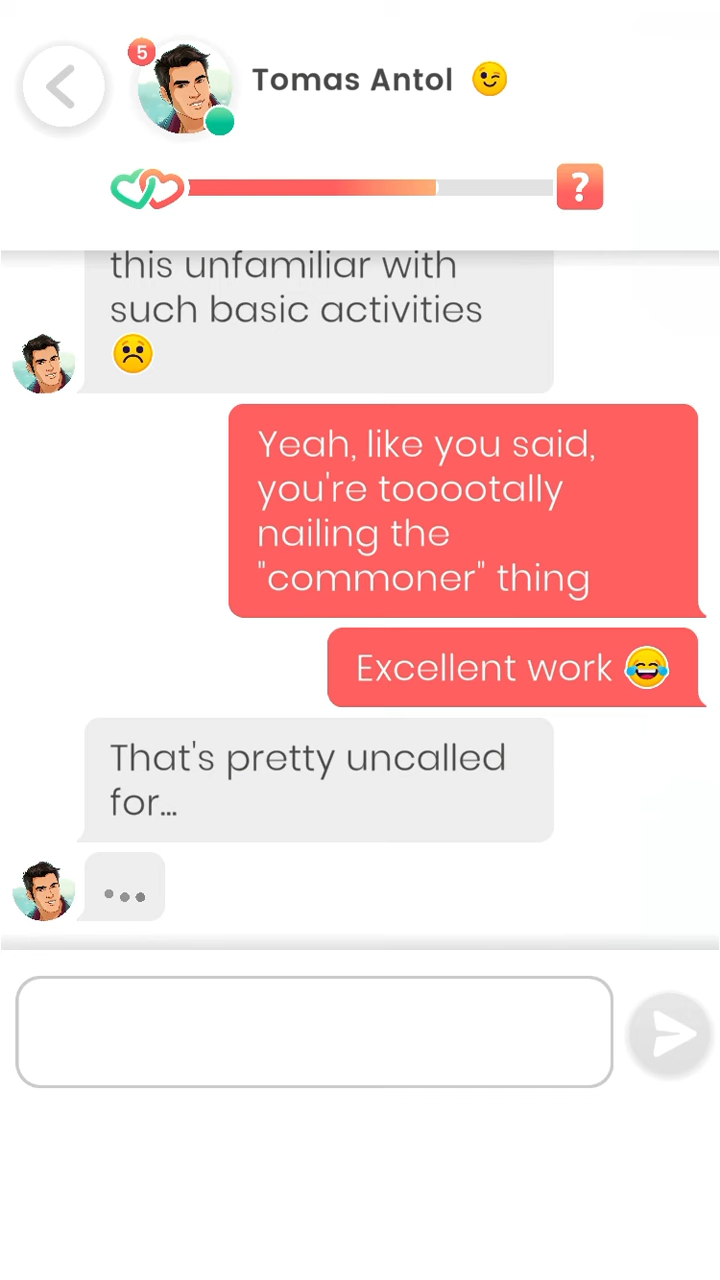 5
Tomas Antol 😉
?
this unfamiliar with
such basic activities
☹️
Yeah, like you said,
you're tooootally
nailing the
"commoner" thing
Excellent work 😂
That's pretty uncalled
for...